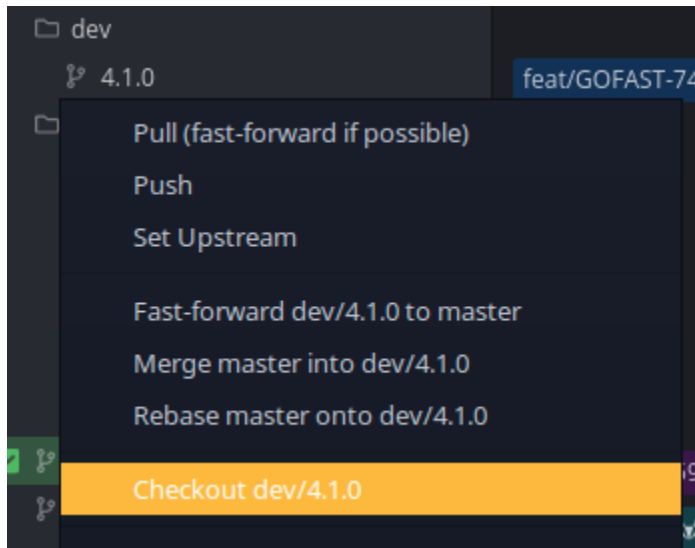 dev
4.1.0
feat/GOFAST-74
Pull (fast-forward if possible)
Push
Set Upstream
Fast-forward dev/4.1.0 to master
Merge master into dev/4.1.0
Rebase master onto dev/4.1.0
Checkout dev/4.1.0